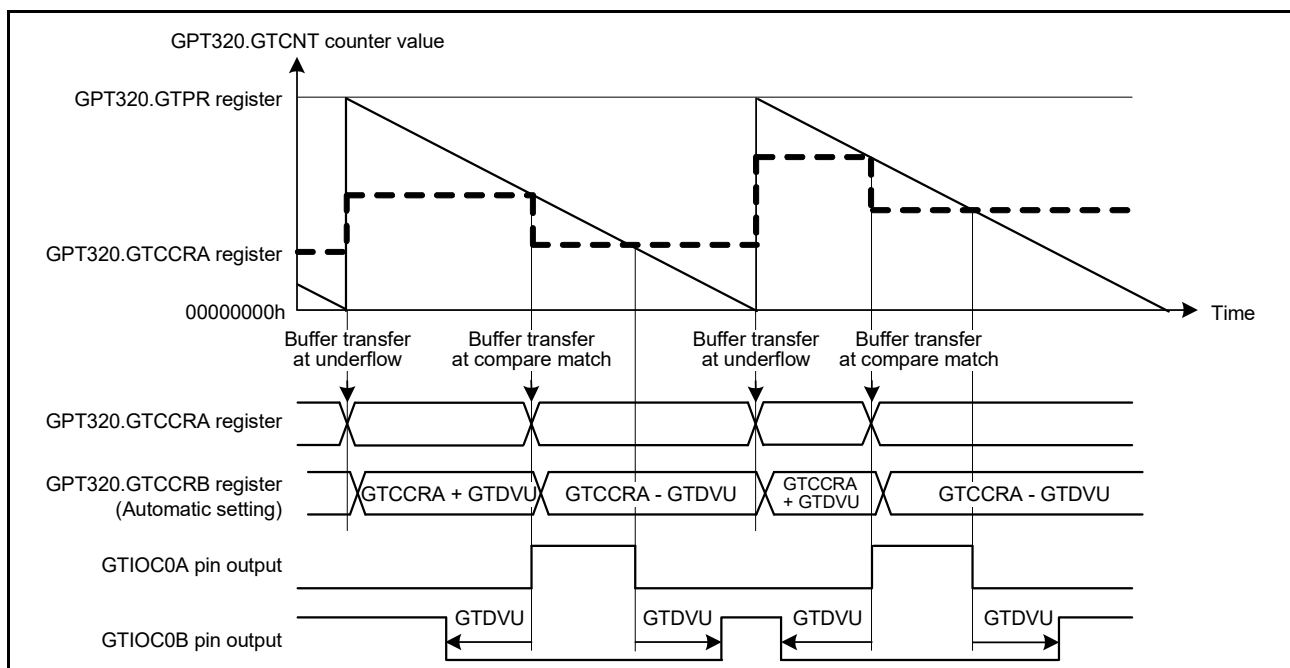 GPT320.GTCNT counter value
GPT320.GTPR register
GPT320.GTCCRA register
00000000h
Time
Buffer transfer
at underflow
Buffer transfer
at compare match
Buffer transfer
at underflow
Buffer transfer
at compare match
GPT320.GTCCRA register
GPT320.GTCCRB register
(Automatic setting)
GTCCRA + GTDVU
GTCCRA - GTDVU
GTCCRA
+ GTDVU
GTCCRA - GTDVU
GTIOC0A pin output
GTIOC0B pin output
GTDVU
GTDVU
GTDVU
GTDVU